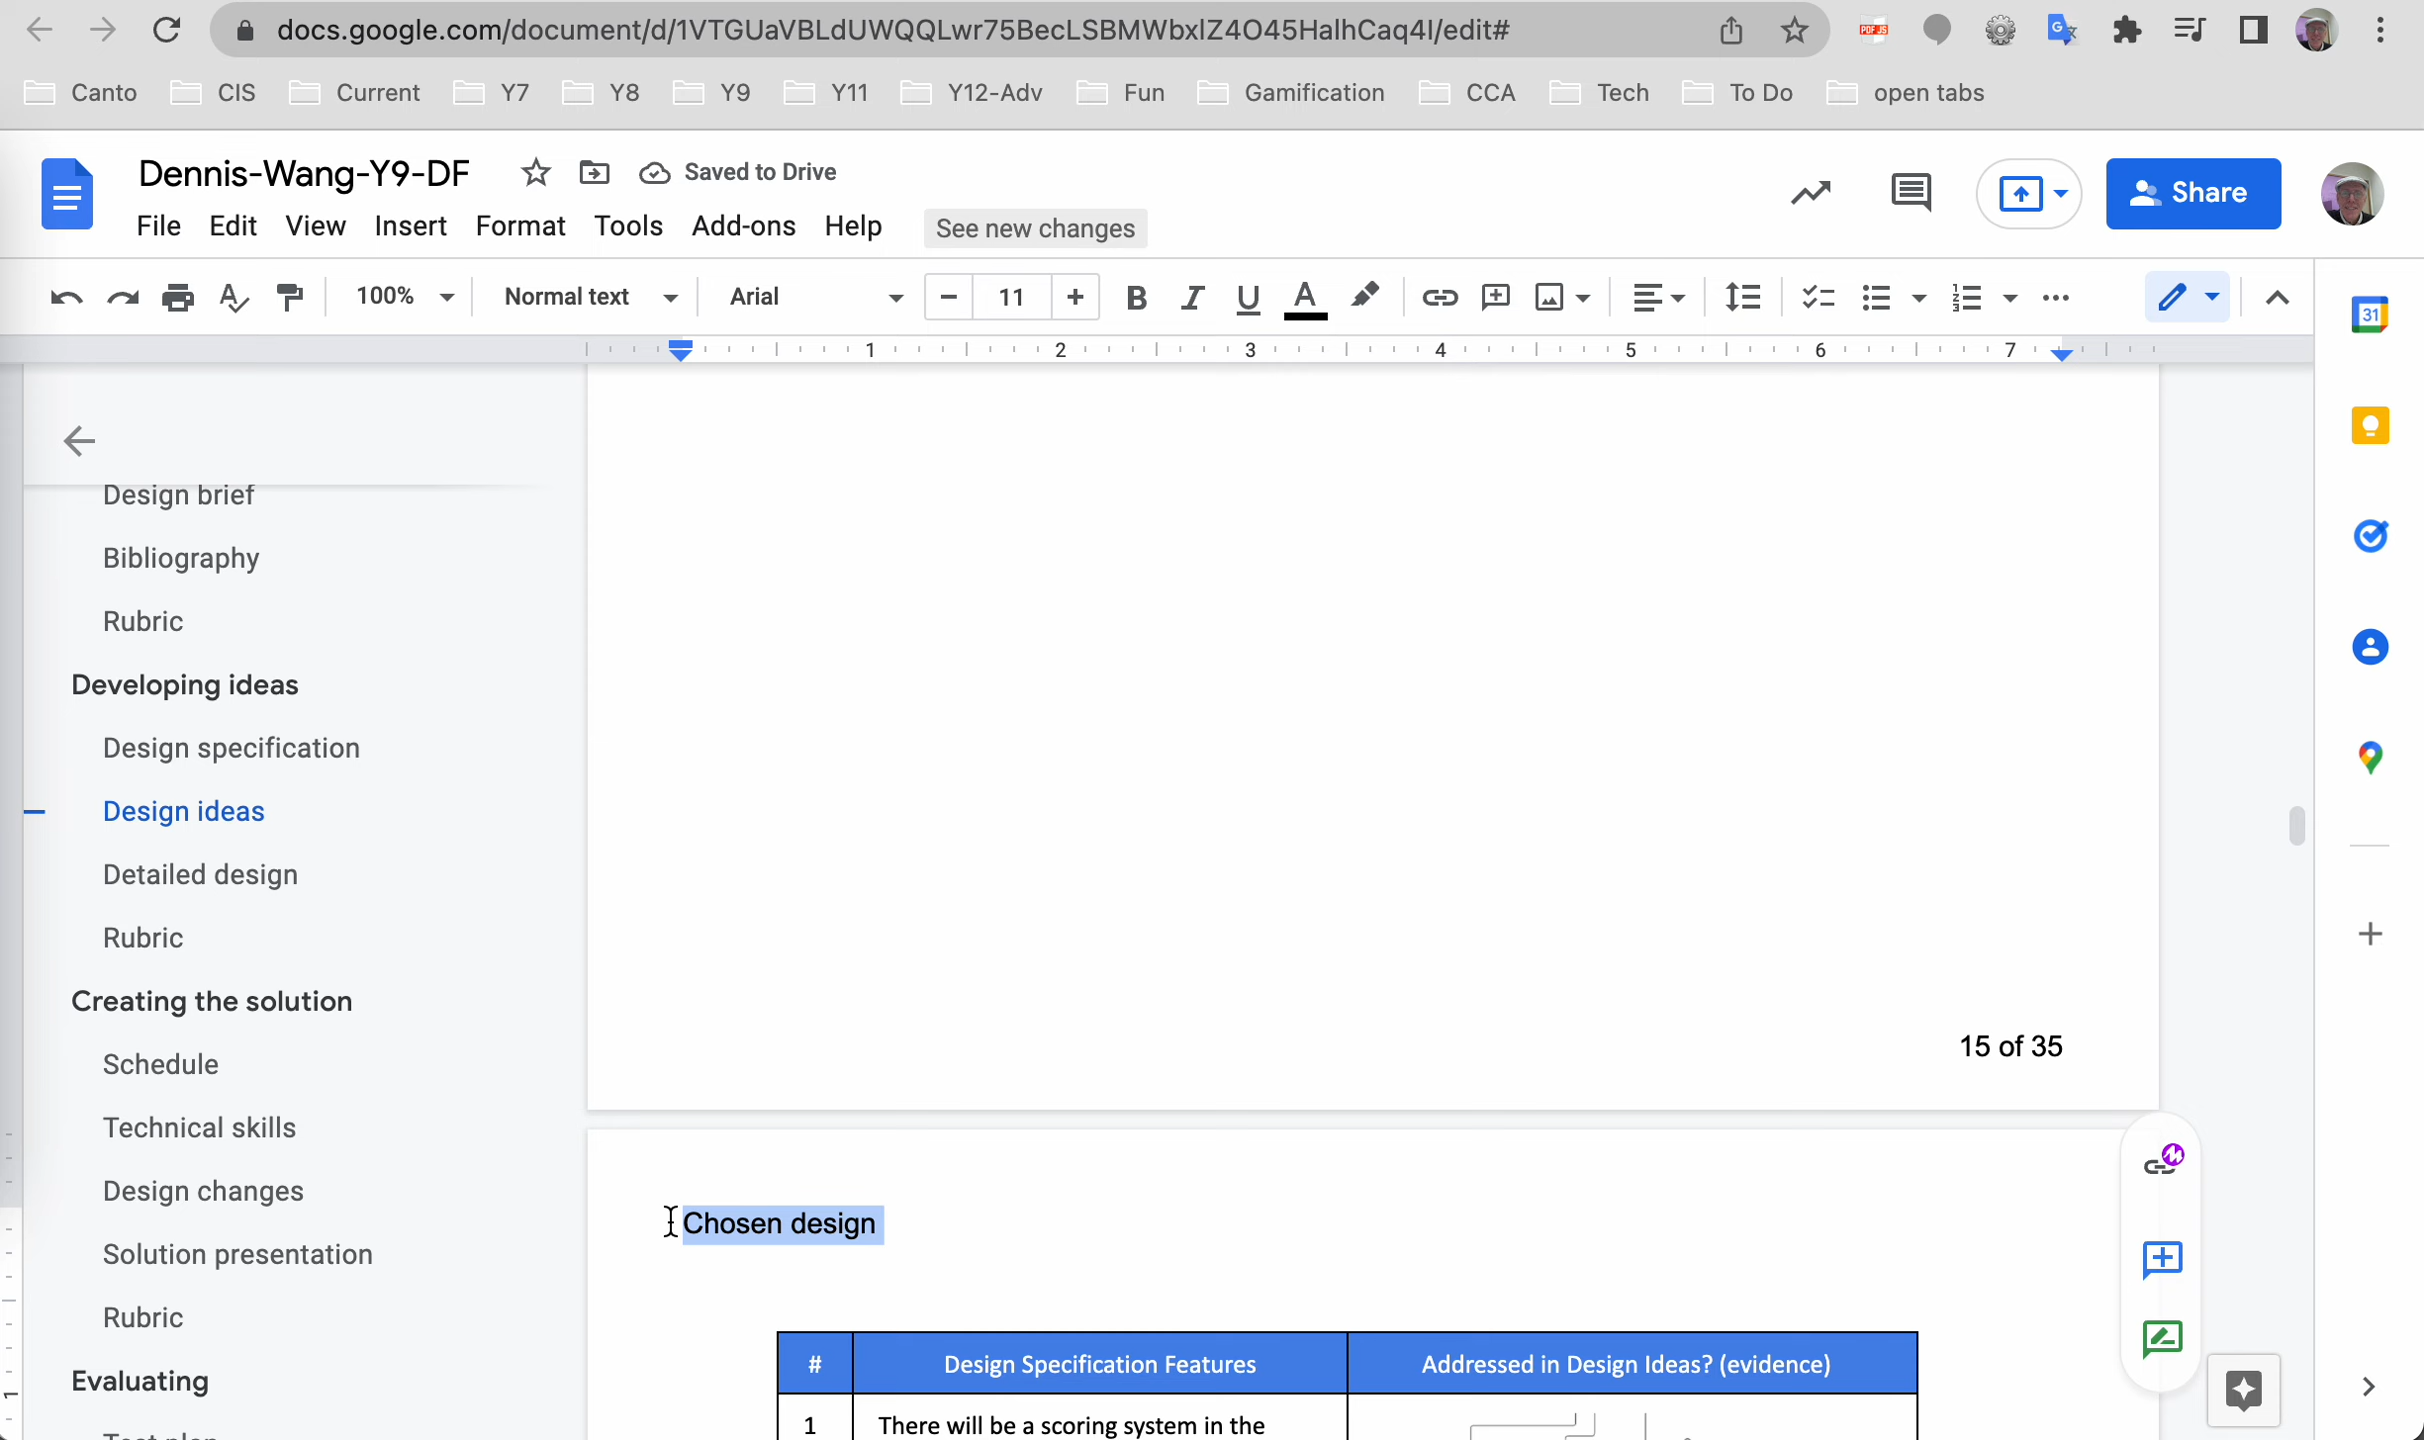 docs.google.com/document/d/1VTGUaVBLdUWQQLwr75BecLSBMWbxlZ4O45HalhCaq4I/edit#
PDF JS
Canto CIS Current Y7 Y8 Y9 Y11 Y12-Adv Fun Gamification CCA Tech To Do open tabs
Dennis-Wang-Y9-DF Saved to Drive
File Edit View Insert Format Tools Add-ons Help See new changes
Share
100% Normal text Arial 11
31
1 2 3 4 5 6 7
Design brief
Bibliography
Rubric
Developing ideas
Design specification
Design ideas
Detailed design
Rubric
Creating the solution
Schedule
Technical skills
Design changes
Solution presentation
Rubric
Evaluating
15 of 35
Chosen design
# Design Specification Features Addressed in Design Ideas? (evidence)
1 There will be a scoring system in the